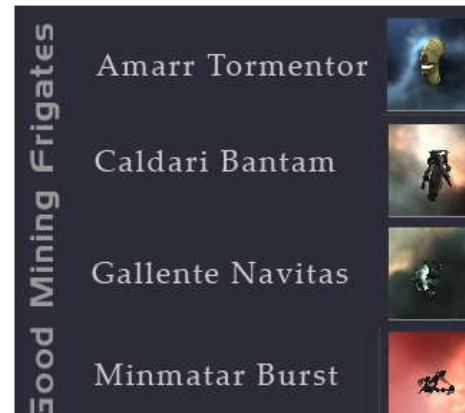 Good Mining Frigates
Amarr Tormentor
Caldari Bantam
Gallente Navitas
Minmatar Burst